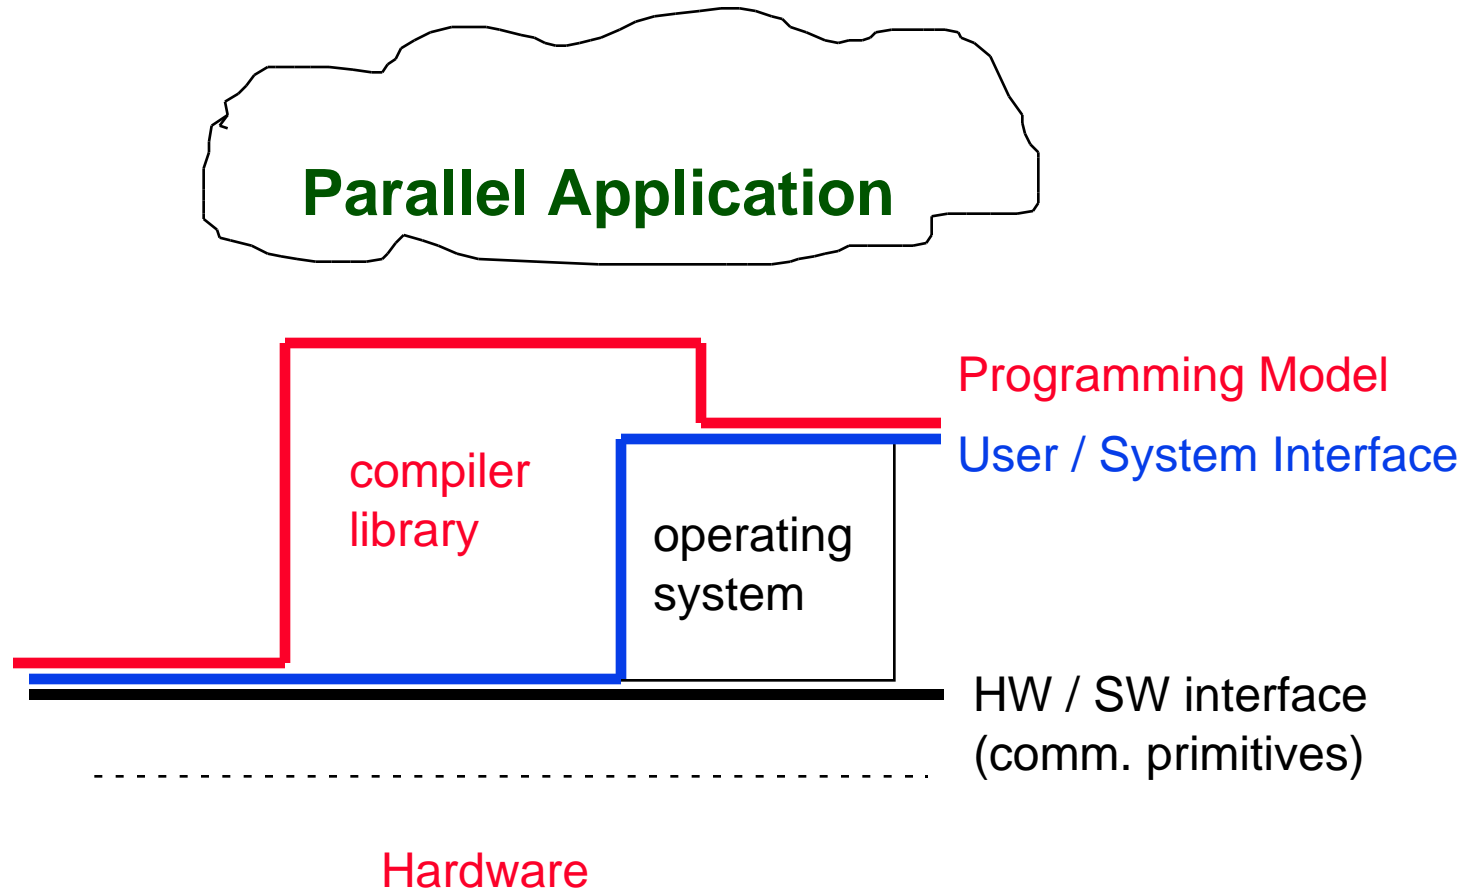 Parallel Application
Programming Model
User / System Interface
compiler
library
operating
system
HW / SW interface
(comm. primitives)
Hardware